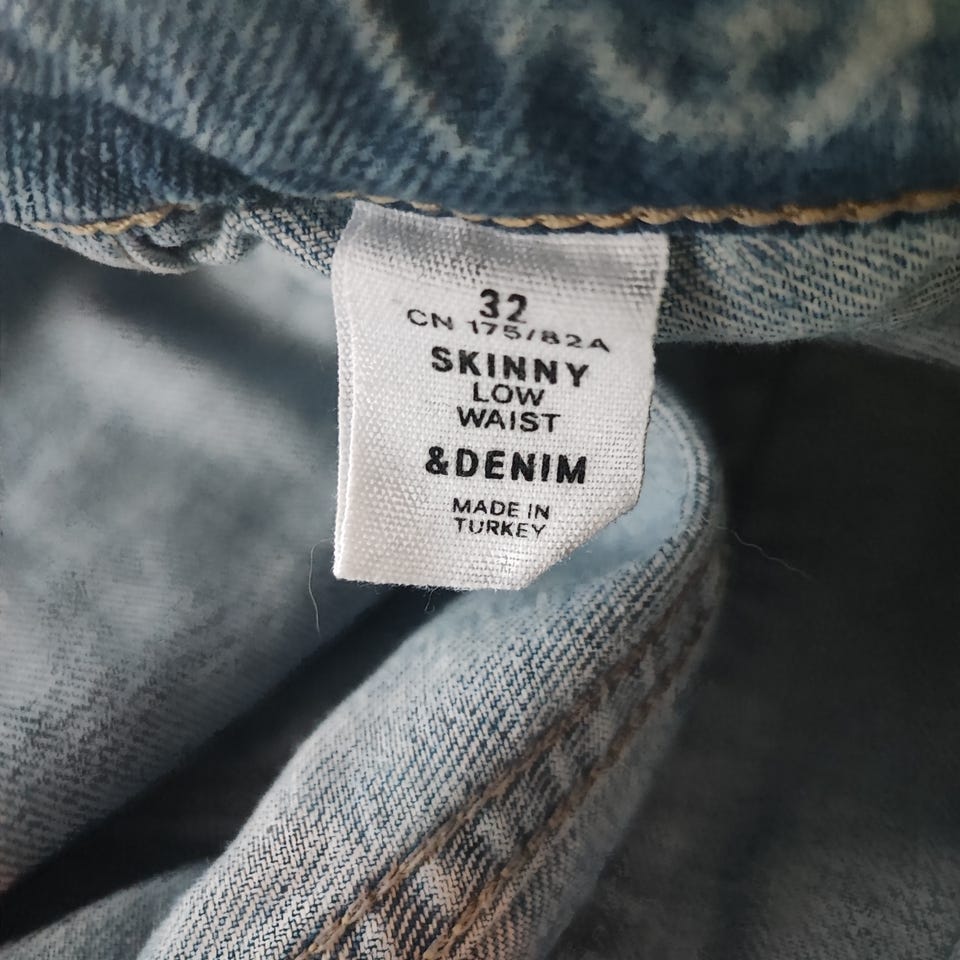 32
CN 175/82A
SKINNY
LOW
WAIST
&DENIM
MADE IN
TURKEY